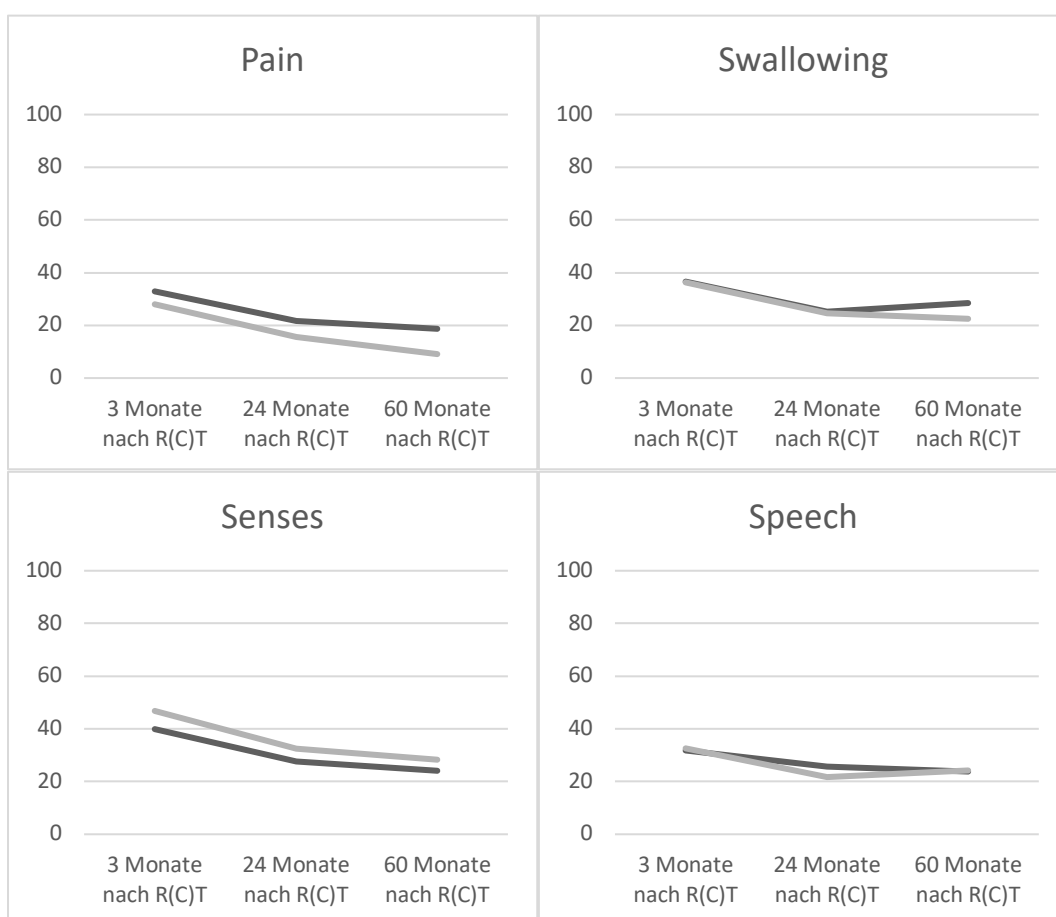 Pain
100
80
60
40
20
0
3 Monate 24 Monate 60 Monate
nach R(C)T nach R(C)T nach R(C)T
Swallowing
100
80
60
40
20
0
3 Monate 24 Monate 60 Monate
nach R(C)T nach R(C)T nach R(C)T
Senses
100
80
60
40
20
0
3 Monate 24 Monate 60 Monate
nach R(C)T nach R(C)T nach R(C)T
Speech
100
80
60
40
20
0
3 Monate 24 Monate 60 Monate
nach R(C)T nach R(C)T nach R(C)T